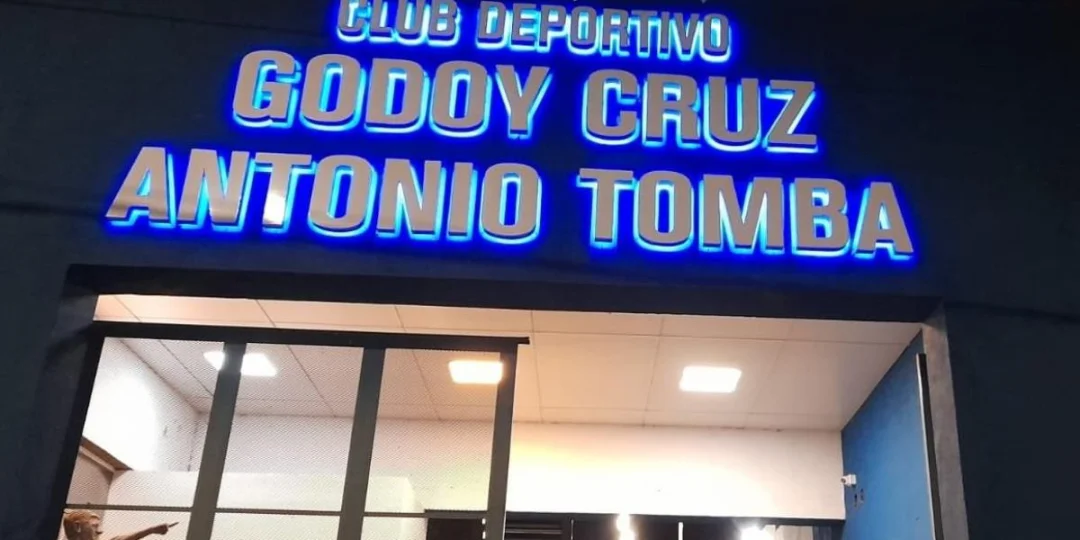 CLUB DEPORTIVO
GODOY CRUZ
ANTONIO TOMBA